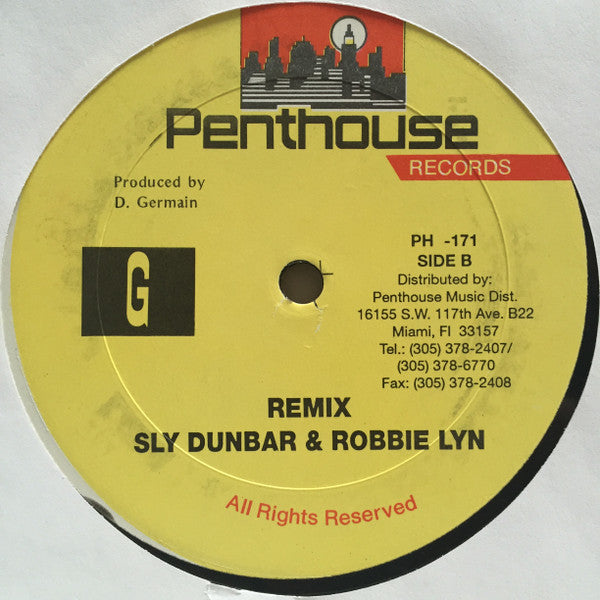 Penthouse
RECORDS
Produced by
D. Germain
G
PH -171
SIDE B
Distributed by:
Penthouse Music Dist.
16155 S.W. 117th Ave. B22
Miami, Fl 33157
Tel.: (305) 378-2407/
(305) 378-6770
Fax: (305) 378-2408
REMIX
SLY DUNBAR & ROBBIE LYN
All Rights Reserved